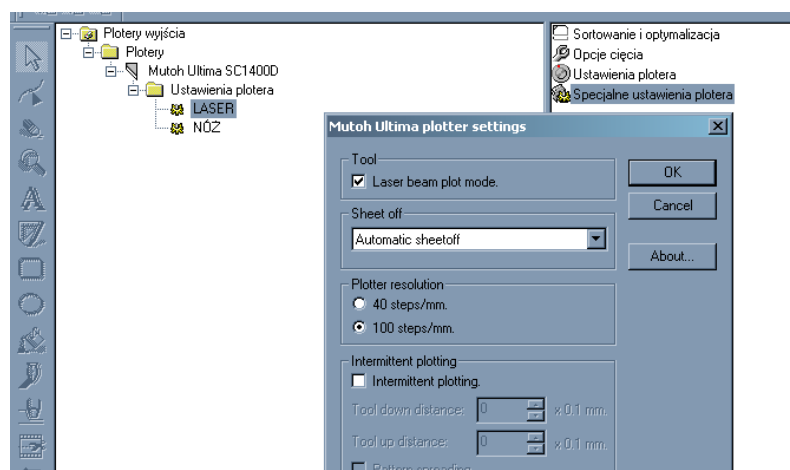 Plotery wyjścia
Plotery
Mutoh Ultima SC1400D
Ustawienia plotera
LASER
NÓŻ
Sortowanie i optymalizacja
Opcje cięcia
Ustawienia plotera
Specjalne ustawienia plotera
Mutoh Ultima plotter settings
Tool
Laser beam plot mode.
OK
Cancel
Sheet off
Automatic sheetoff
About...
Plotter resolution
40 steps/mm.
100 steps/mm.
Intermittent plotting
Intermittent plotting.
Tool down distance: 0 x 0.1 mm.
Tool up distance: 0 x 0.1 mm.